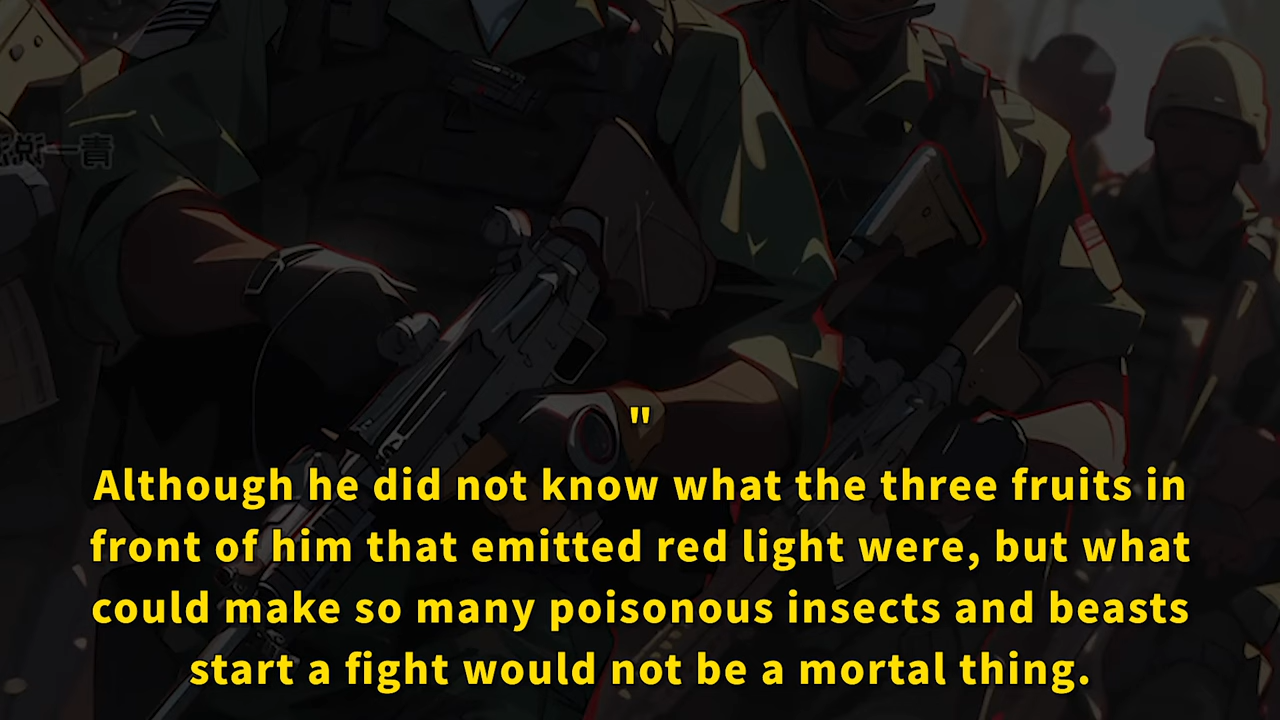 "
Although he did not know what the three fruits in
front of him that emitted red light were, but what
could make so many poisonous insects and beasts
start a fight would not be a mortal thing.